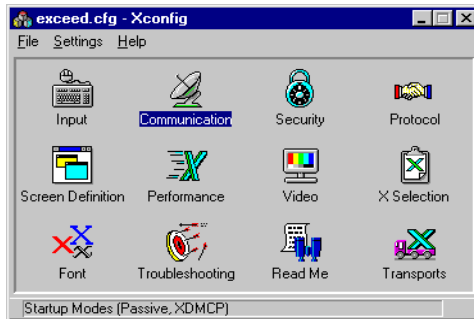 exceed.cfg - Xconfig
File Settings Help
Input Communication Security Protocol
Screen Definition Performance Video X Selection
Font Troubleshooting Read Me Transports
Startup Modes (Passive, XDMCP)